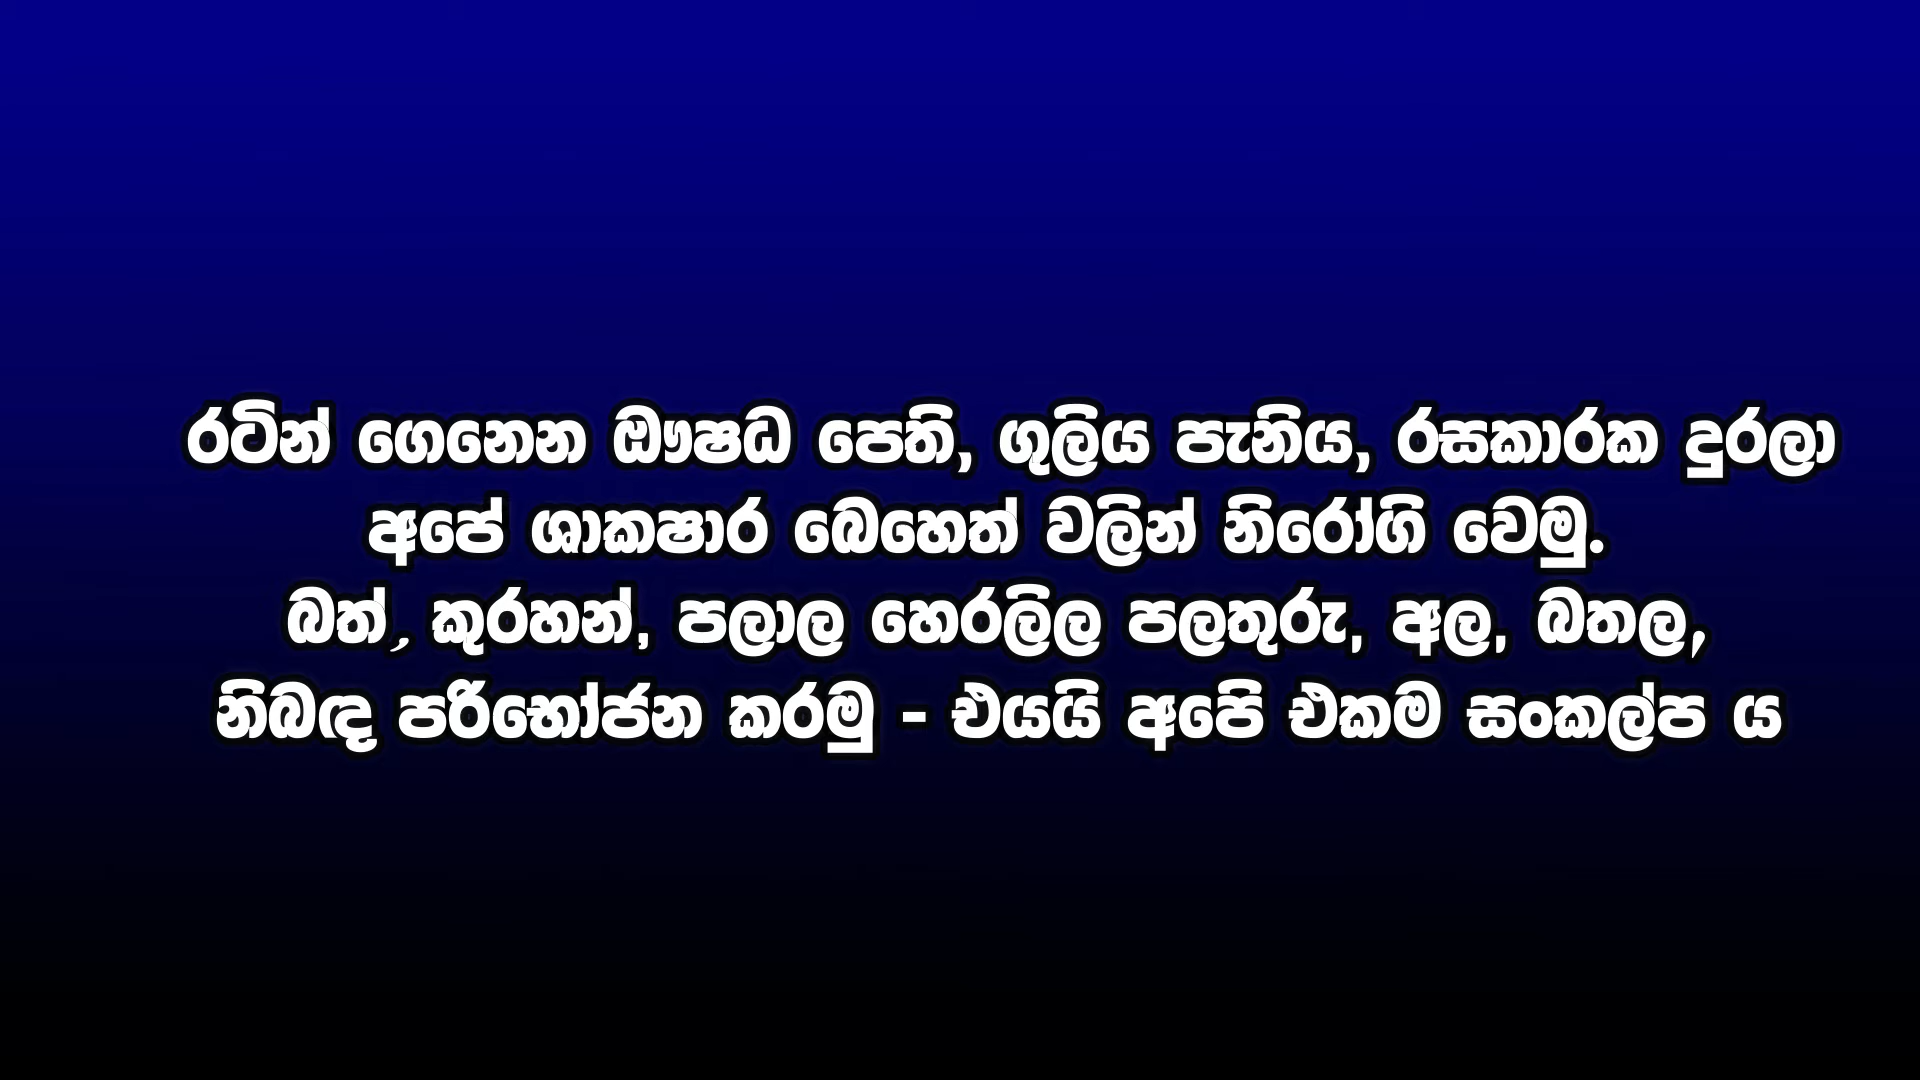 රටින් ගෙනෙන ඖෂධ පෙති, ගුලිය පැනිය, රසකාරක දුරලා
අපේ ශාකෂාර බෙහෙත් වලින් නිරෝගි වෙමු.
බත්, කුරහන්, පලාල හෙරලිල පලතුරු, අල, බතල,
නිබඳ පරිභෝජන කරමු - එයයි අපේ එකම සංකල්ප ය